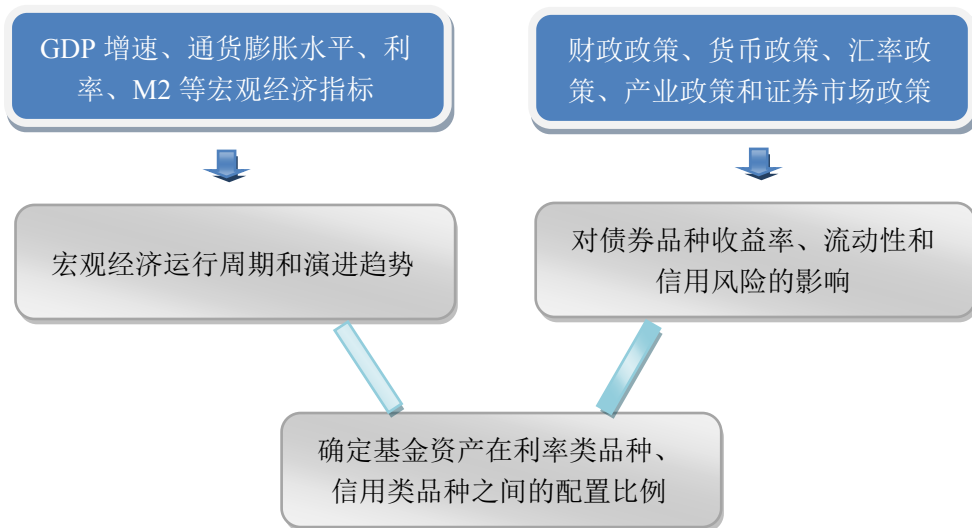 GDP 增速、通货膨胀水平、利
率、M2 等宏观经济指标
财政政策、货币政策、汇率政
策、产业政策和证券市场政策
宏观经济运行周期和演进趋势
对债券品种收益率、流动性和
信用风险的影响
确定基金资产在利率类品种、
信用类品种之间的配置比例